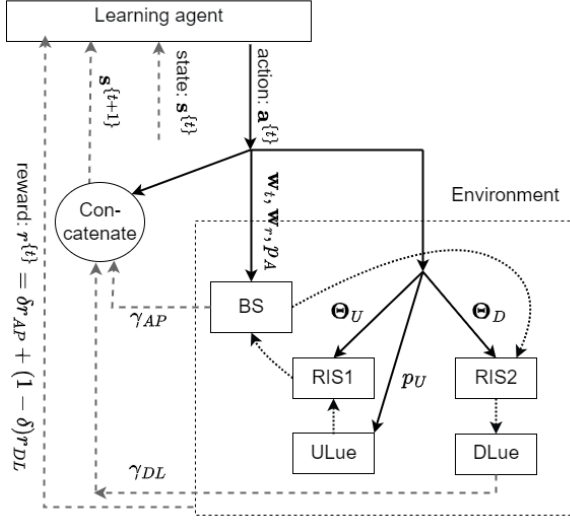 Learning agent
s^{t+1}
state: s^{t}
action: a^{t}
reward: r^{t} = δr_{AP} + (1 − δ)r_{DL}
Con-
catenate
w_t, w_r, p_A
Environment
γ_{AP}
BS
Θ_U
Θ_D
RIS1
p_U
RIS2
ULue
DLue
γ_{DL}